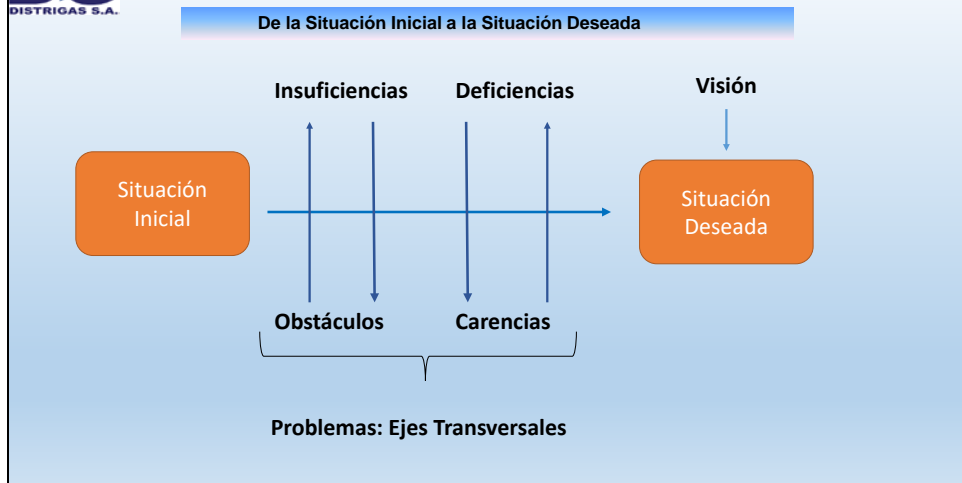 DISTRIGAS S.A.
De la Situación Inicial a la Situación Deseada
Insuficiencias
Deficiencias
Visión
Situación
Inicial
Situación
Deseada
Obstáculos
Carencias
Problemas: Ejes Transversales